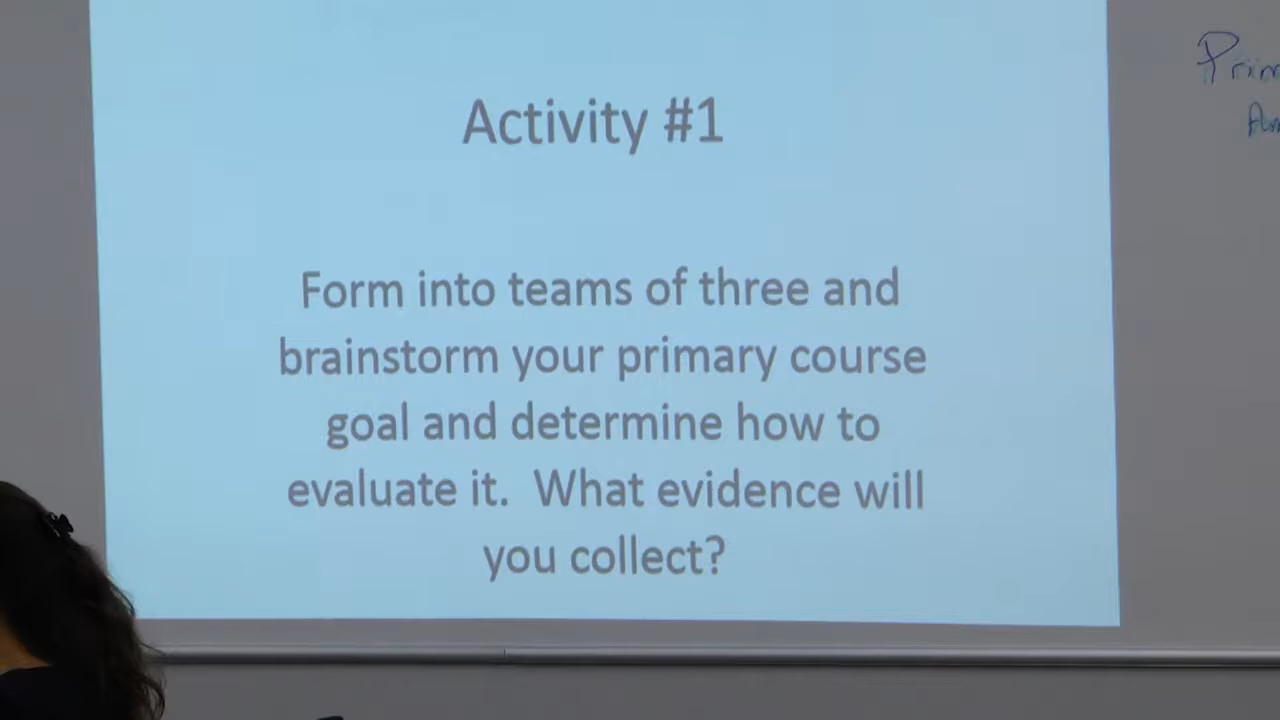 Activity #1
Form into teams of three and
brainstorm your primary course
goal and determine how to
evaluate it.  What evidence will
you collect?